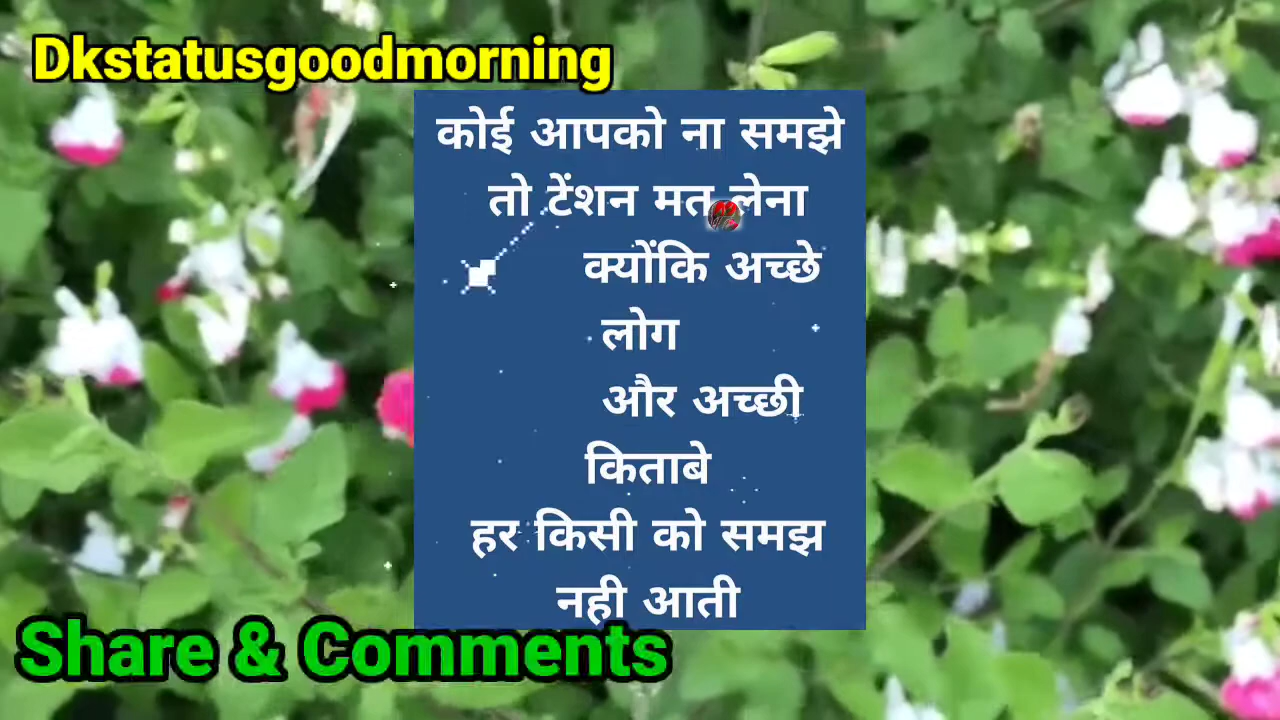 Dkstatusgoodmorning
कोई आपको ना समझे
तो टेंशन मत लेना
क्योंकि अच्छे
लोग
और अच्छी
किताबे
हर किसी को समझ
नही आती
Share & Comments